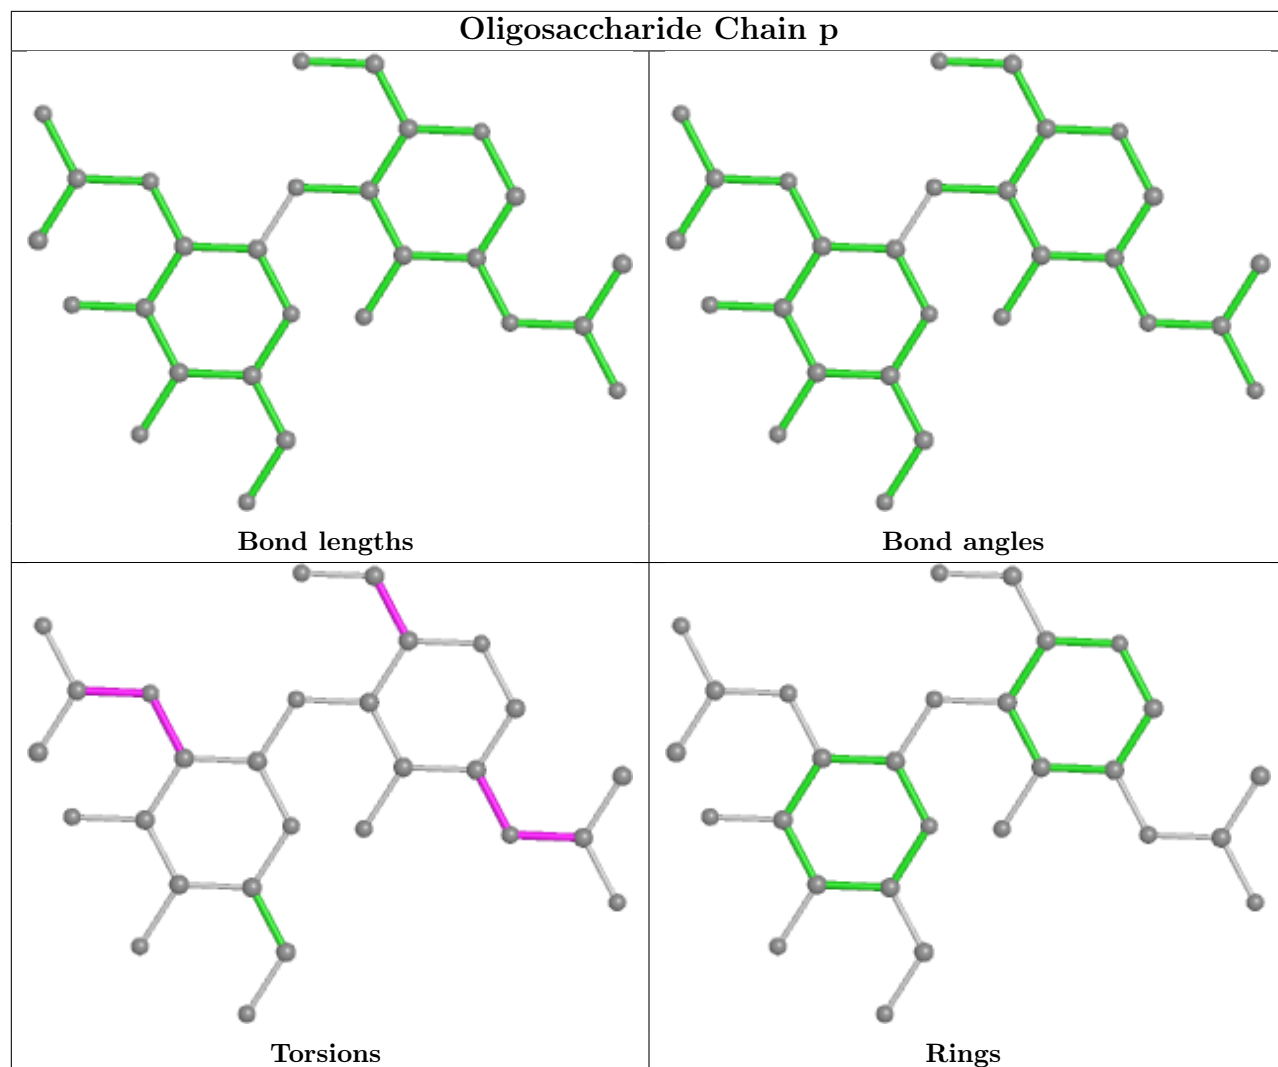 Oligosaccharide Chain p
Bond lengths
Bond angles
Torsions
Rings